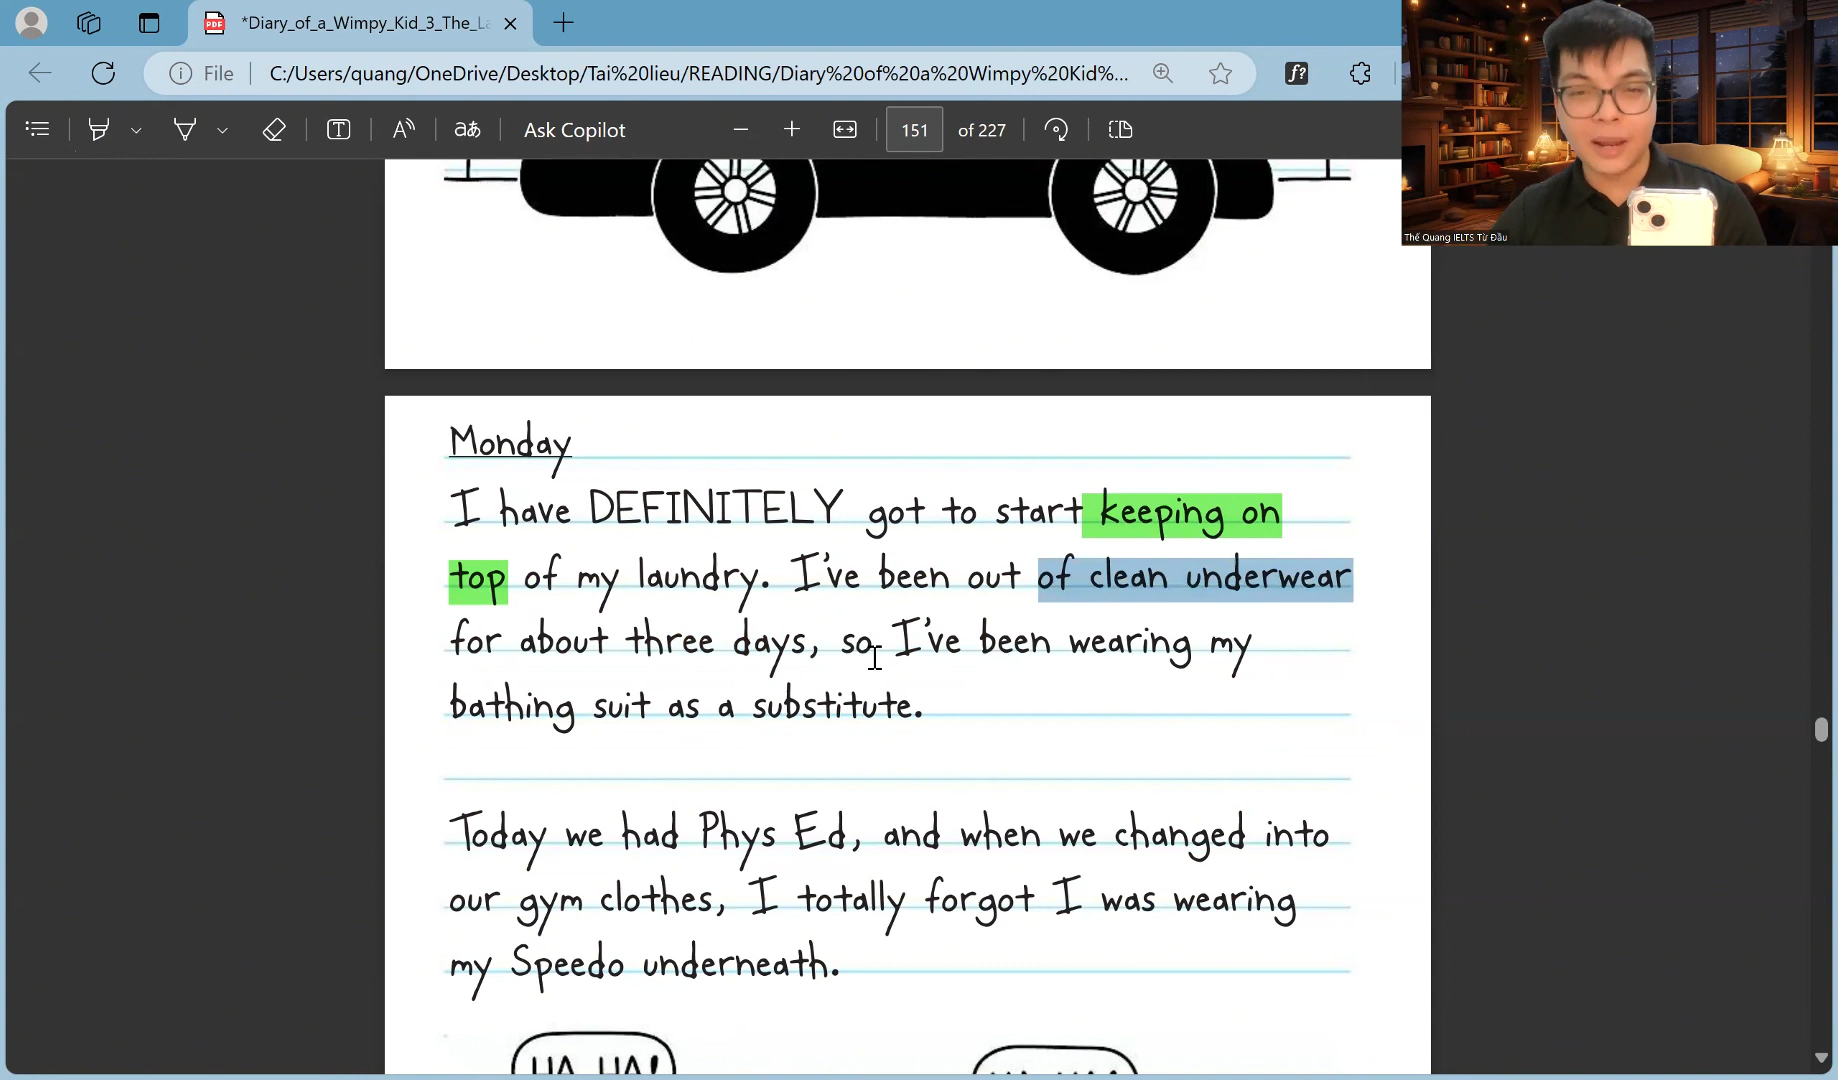 *Diary_of_a_Wimpy_Kid_3_The_La
File
C:/Users/quang/OneDrive/Desktop/Tai%20lieu/READING/Diary%20of%20a%20Wimpy%20Kid%...
Ask Copilot
151 of 227
Thế Quang IELTS Từ Đầu
Monday
I have DEFINITELY got to start keeping on
top of my laundry. I've been out of clean underwear
for about three days, so I've been wearing my
bathing suit as a substitute.
Today we had Phys Ed, and when we changed into
our gym clothes, I totally forgot I was wearing
my Speedo underneath.
HA HA!